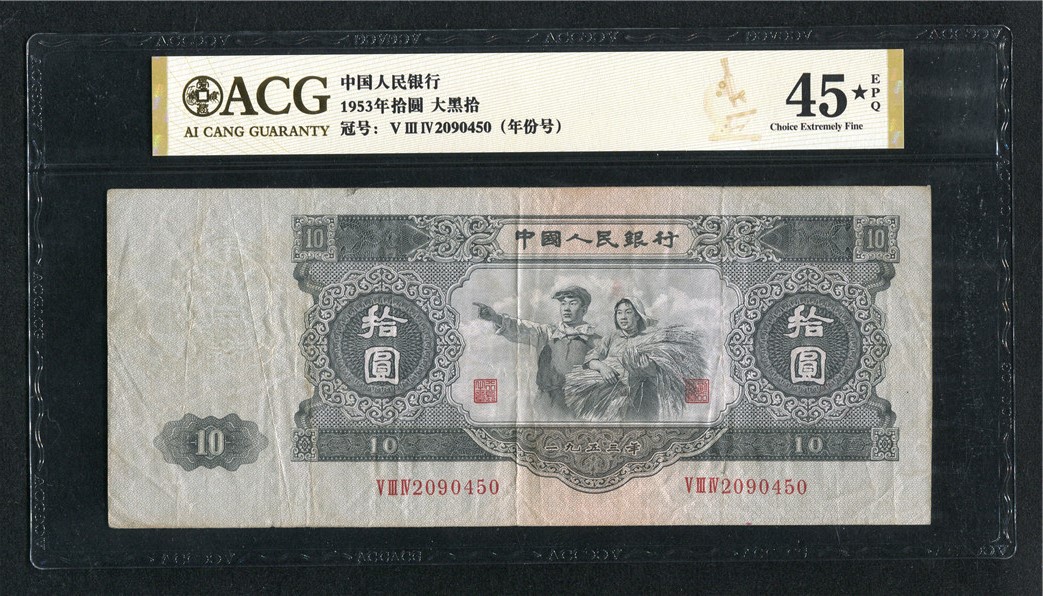 ACG
AI CANG GUARANTY
中国人民银行
1953年拾圆 大黑拾
冠号：ⅤⅢⅣ2090450（年份号）
45★
EPQ
Choice Extremely Fine
10
中國人民銀行
10
拾圓
拾圓
10
10
10
一九五三年
ⅤⅢⅣ2090450
ⅤⅢⅣ2090450